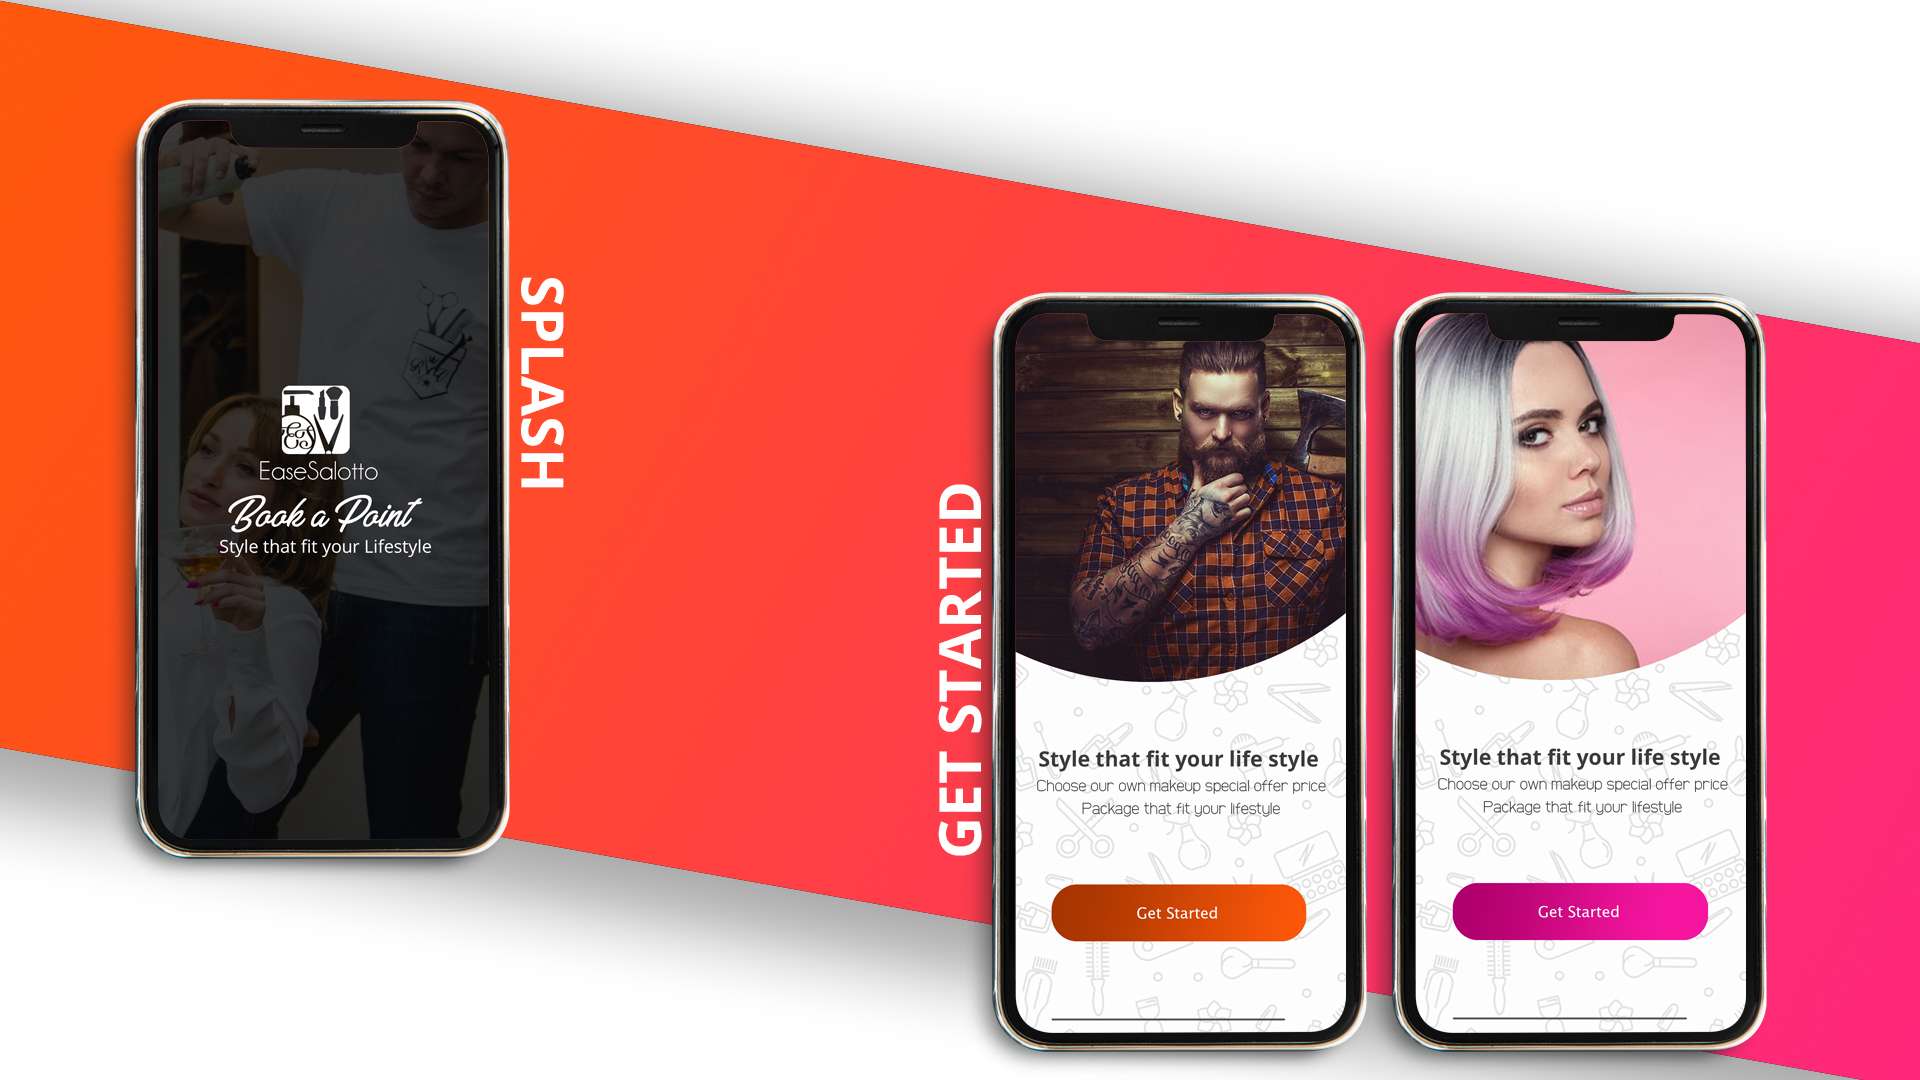 EaseSalotto
Book a Point
Style that fit your Lifestyle
SPLASH
GET STARTED
Style that fit your life style
Choose our own makeup special offer price
Package that fit your lifestyle
Get Started
Style that fit your life style
Choose our own makeup special offer price
Package that fit your lifestyle
Get Started